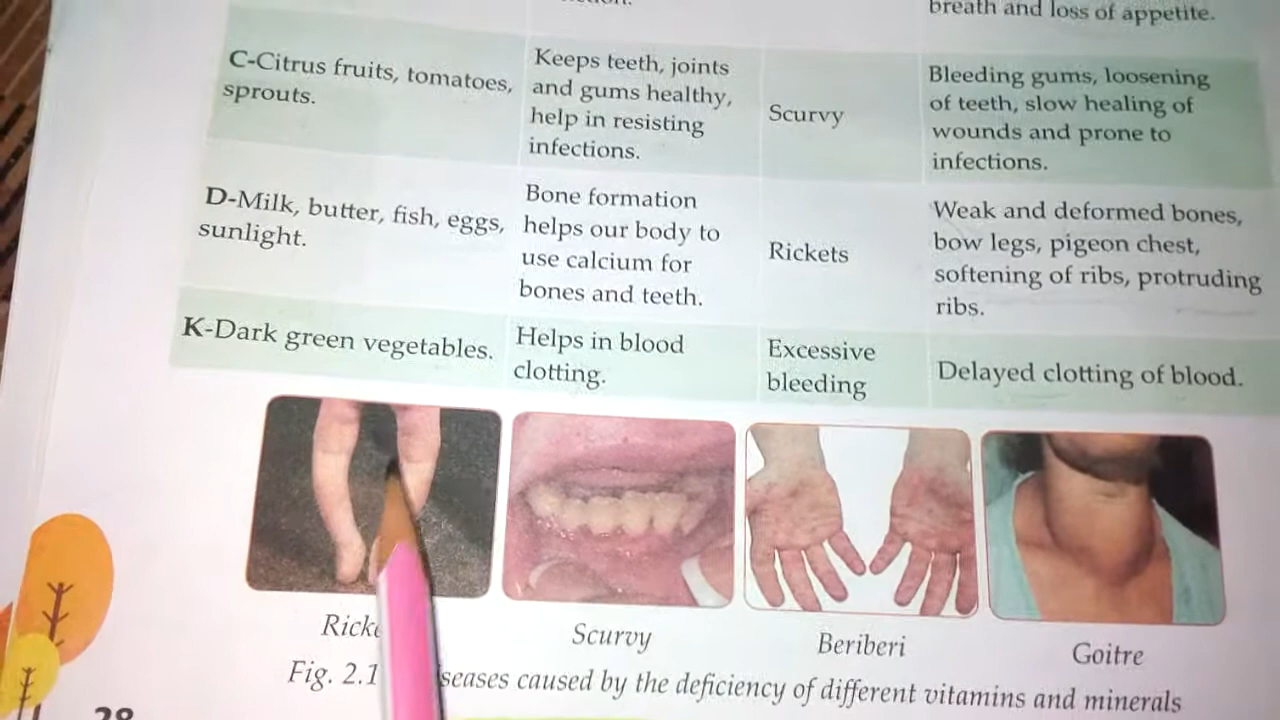 breath and loss of appetite.
C-Citrus fruits, tomatoes,
sprouts.
Keeps teeth, joints
and gums healthy,
help in resisting
infections.
Scurvy
Bleeding gums, loosening
of teeth, slow healing of
wounds and prone to
infections.
D-Milk, butter, fish, eggs,
sunlight.
Bone formation
helps our body to
use calcium for
bones and teeth.
Rickets
Weak and deformed bones,
bow legs, pigeon chest,
softening of ribs, protruding
ribs.
K-Dark green vegetables.
Helps in blood
clotting.
Excessive
bleeding
Delayed clotting of blood.
Scurvy
Beriberi
Goitre
Fig. 2.1 caused by the deficiency of different vitamins and minerals
28